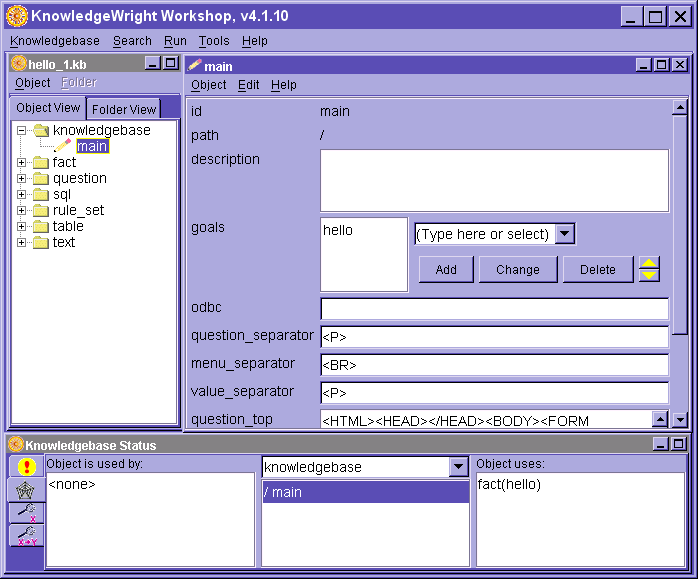 KnowledgeWright Workshop, v4.1.10
Knowledgebase Search Run Tools Help
hello_1.kb
Object Folder
Object View Folder View
knowledgebase
main
fact
question
sql
rule_set
table
text
main
Object Edit Help
id main
path /
description
goals hello (Type here or select)
Add Change Delete
odbc
question_separator <P>
menu_separator <BR>
value_separator <P>
question_top <HTML><HEAD></HEAD><BODY><FORM
Knowledgebase Status
Object is used by: knowledgebase Object uses:
<none> / main fact(hello)
X
X→Y